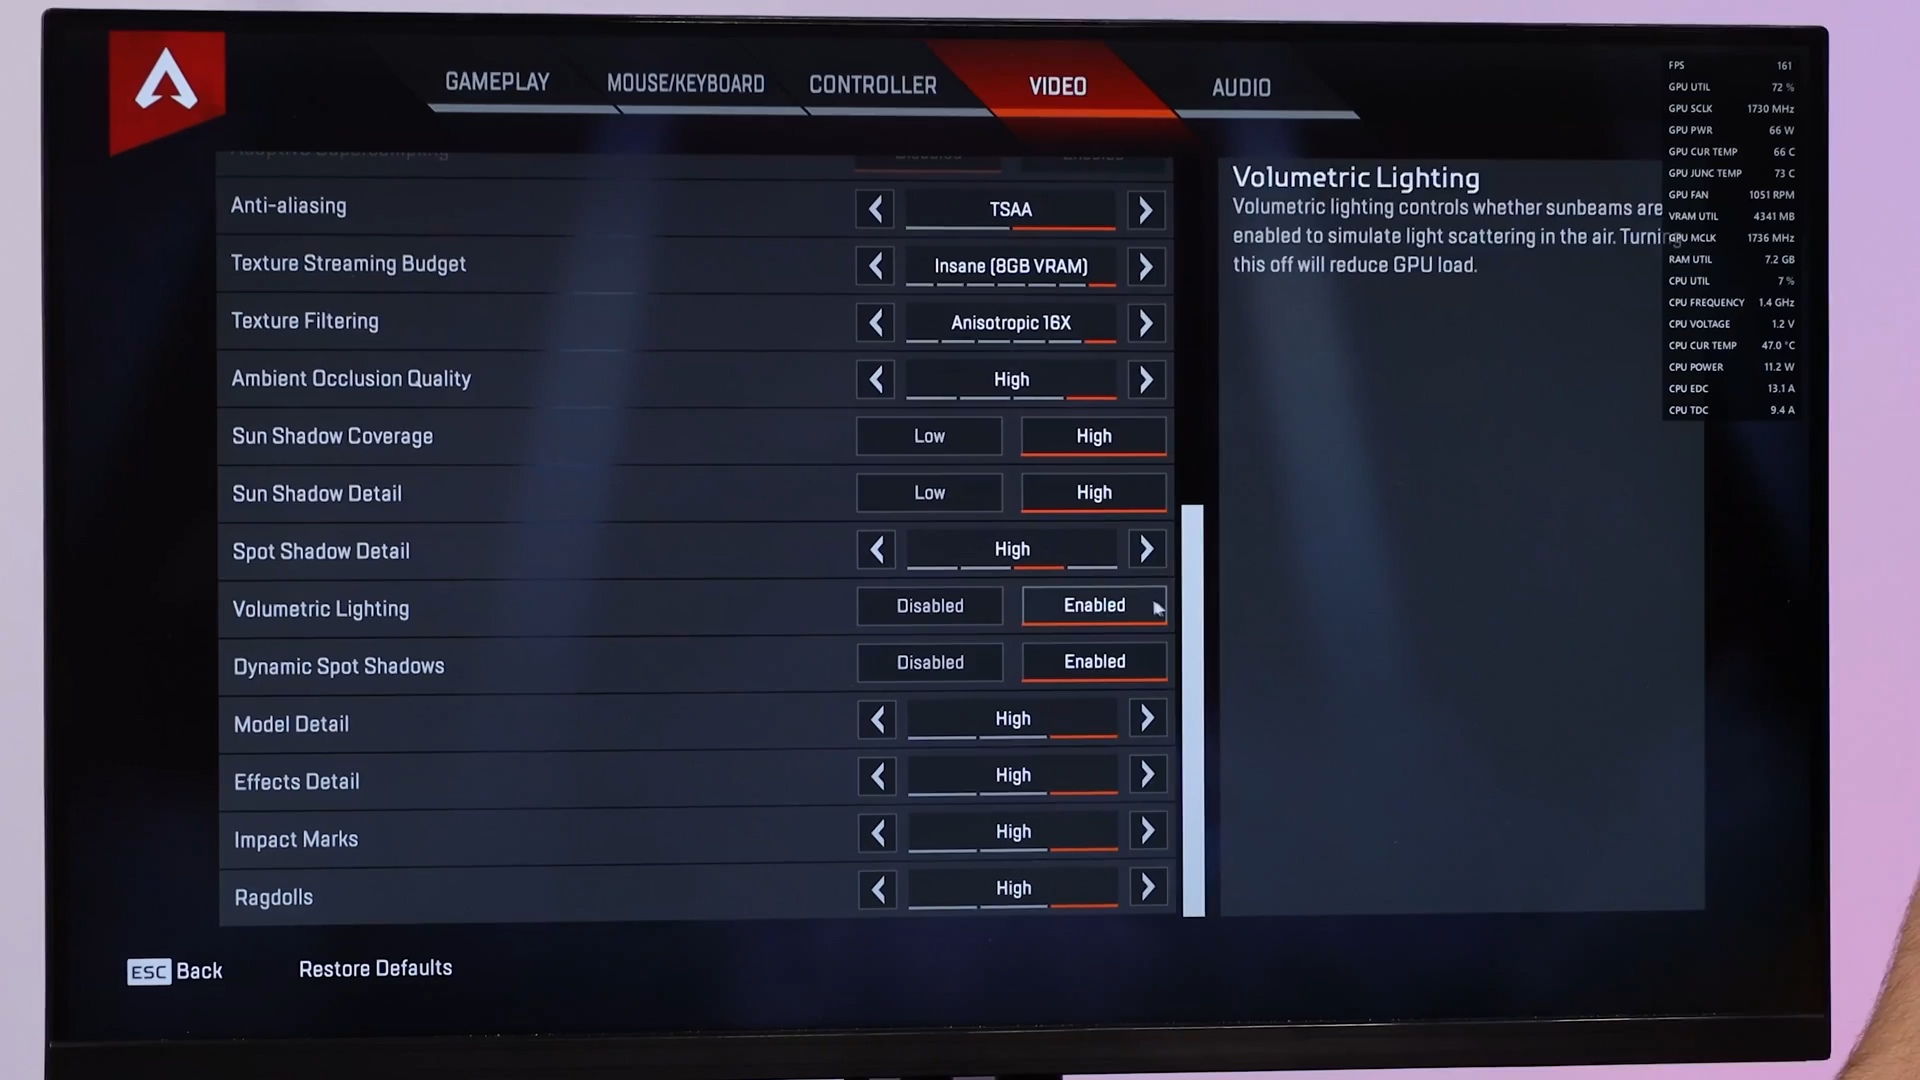 GAMEPLAY
MOUSE/KEYBOARD
CONTROLLER
VIDEO
AUDIO
Adaptive Supersampling Disabled Enabled
Anti-aliasing TSAA
Texture Streaming Budget Insane (8GB VRAM)
Texture Filtering Anisotropic 16X
Ambient Occlusion Quality High
Sun Shadow Coverage Low High
Sun Shadow Detail Low High
Spot Shadow Detail High
Volumetric Lighting Disabled Enabled
Dynamic Spot Shadows Disabled Enabled
Model Detail High
Effects Detail High
Impact Marks High
Ragdolls High
Volumetric Lighting
Volumetric lighting controls whether sunbeams are
enabled to simulate light scattering in the air. Turning
this off will reduce GPU load.
FPS 161
GPU UTIL 72 %
GPU SCLK 1730 MHz
GPU PWR 66 W
GPU CUR TEMP 66 C
GPU JUNC TEMP 73 C
GPU FAN 1051 RPM
VRAM UTIL 4341 MB
GPU MCLK 1736 MHz
RAM UTIL 7.2 GB
CPU UTIL 7 %
CPU FREQUENCY 1.4 GHz
CPU VOLTAGE 1.2 V
CPU CUR TEMP 47.0 °C
CPU POWER 11.2 W
CPU EDC 13.1 A
CPU TDC 9.4 A
ESC Back
Restore Defaults